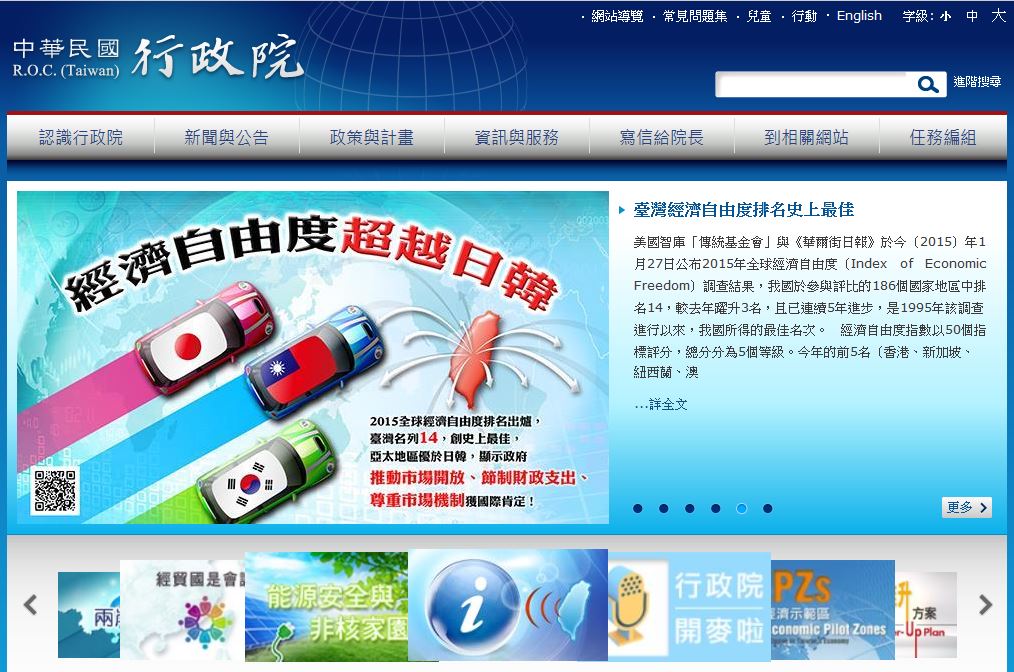 · 網站導覽 · 常見問題集 · 兒童 · 行動 · English 字級: 小 中 大
中華民國 行政院
R.O.C. (Taiwan)
進階搜尋
認識行政院 新聞與公告 政策與計畫 資訊與服務 寫信給院長 到相關網站 任務編組
經濟自由度超越日韓
2015全球經濟自由度排名出爐，
臺灣名列14，創史上最佳，
亞太地區優於日韓，顯示政府
推動市場開放、節制財政支出、
尊重市場機制獲國際肯定！
臺灣經濟自由度排名史上最佳
美國智庫「傳統基金會」與《華爾街日報》於今〔2015〕年1
月27日公布2015年全球經濟自由度〔Index of Economic
Freedom〕調查結果，我國於參與評比的186個國家地區中排
名14，較去年躍升3名，且已連續5年進步，是1995年該調查
進行以來，我國所得的最佳名次。 經濟自由度指數以50個指
標評分，總分分為5個等級。今年的前5名〔香港、新加坡、
紐西蘭、澳
...詳全文
更多
兩
經貿國是會
能源安全與
非核家園
行政院
開麥啦
PZs
濟示範區
conomic Pilot Zones
方案
r-Up Plan